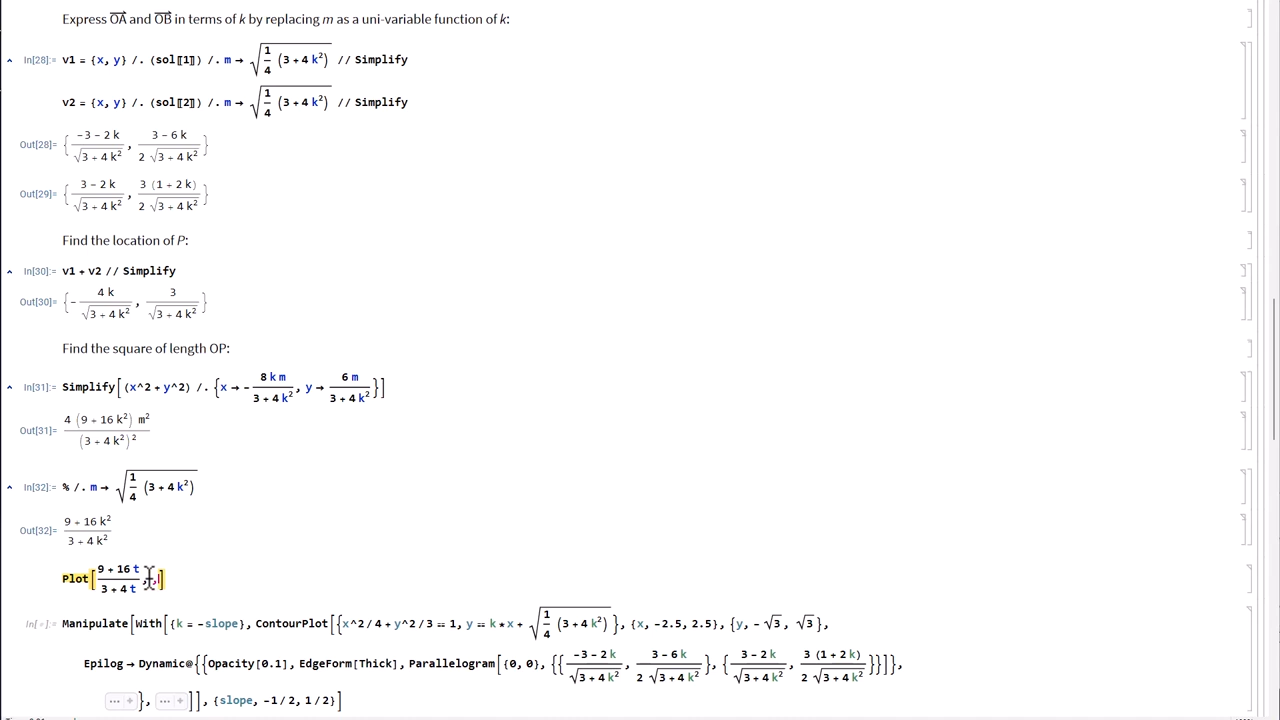 Express OA and OB in terms of k by replacing m as a uni-variable function of k:
In[28]:= v1 = {x, y} /. (sol〚1〛) /. m → √(1/4 (3 + 4 k²)) // Simplify
v2 = {x, y} /. (sol〚2〛) /. m → √(1/4 (3 + 4 k²)) // Simplify
Out[28]= {(-3 - 2 k)/√(3 + 4 k²), (3 - 6 k)/(2 √(3 + 4 k²))}
Out[29]= {(3 - 2 k)/√(3 + 4 k²), (3 (1 + 2 k))/(2 √(3 + 4 k²))}
Find the location of P:
In[30]:= v1 + v2 // Simplify
Out[30]= {-(4 k)/√(3 + 4 k²), 3/√(3 + 4 k²)}
Find the square of length OP:
In[31]:= Simplify[(x^2 + y^2) /. {x → -(8 k m)/(3 + 4 k²), y → (6 m)/(3 + 4 k²)}]
Out[31]= (4 (9 + 16 k²) m²)/(3 + 4 k²)²
In[32]:= % /. m → √(1/4 (3 + 4 k²))
Out[32]= (9 + 16 k²)/(3 + 4 k²)
Plot[(9 + 16 t)/(3 + 4 t), ,]
In[ ]:= Manipulate[With[{k = -slope}, ContourPlot[{x^2/4 + y^2/3 == 1, y == k*x + √(1/4 (3 + 4 k²))}, {x, -2.5, 2.5}, {y, -√3, √3},
Epilog → Dynamic@{{Opacity[0.1], EdgeForm[Thick], Parallelogram[{0, 0}, {{(-3 - 2 k)/√(3 + 4 k²), (3 - 6 k)/(2 √(3 + 4 k²))}, {(3 - 2 k)/√(3 + 4 k²), (3 (1 + 2 k))/(2 √(3 + 4 k²))}}]},
... +}, ... +]], {slope, -1/2, 1/2}]